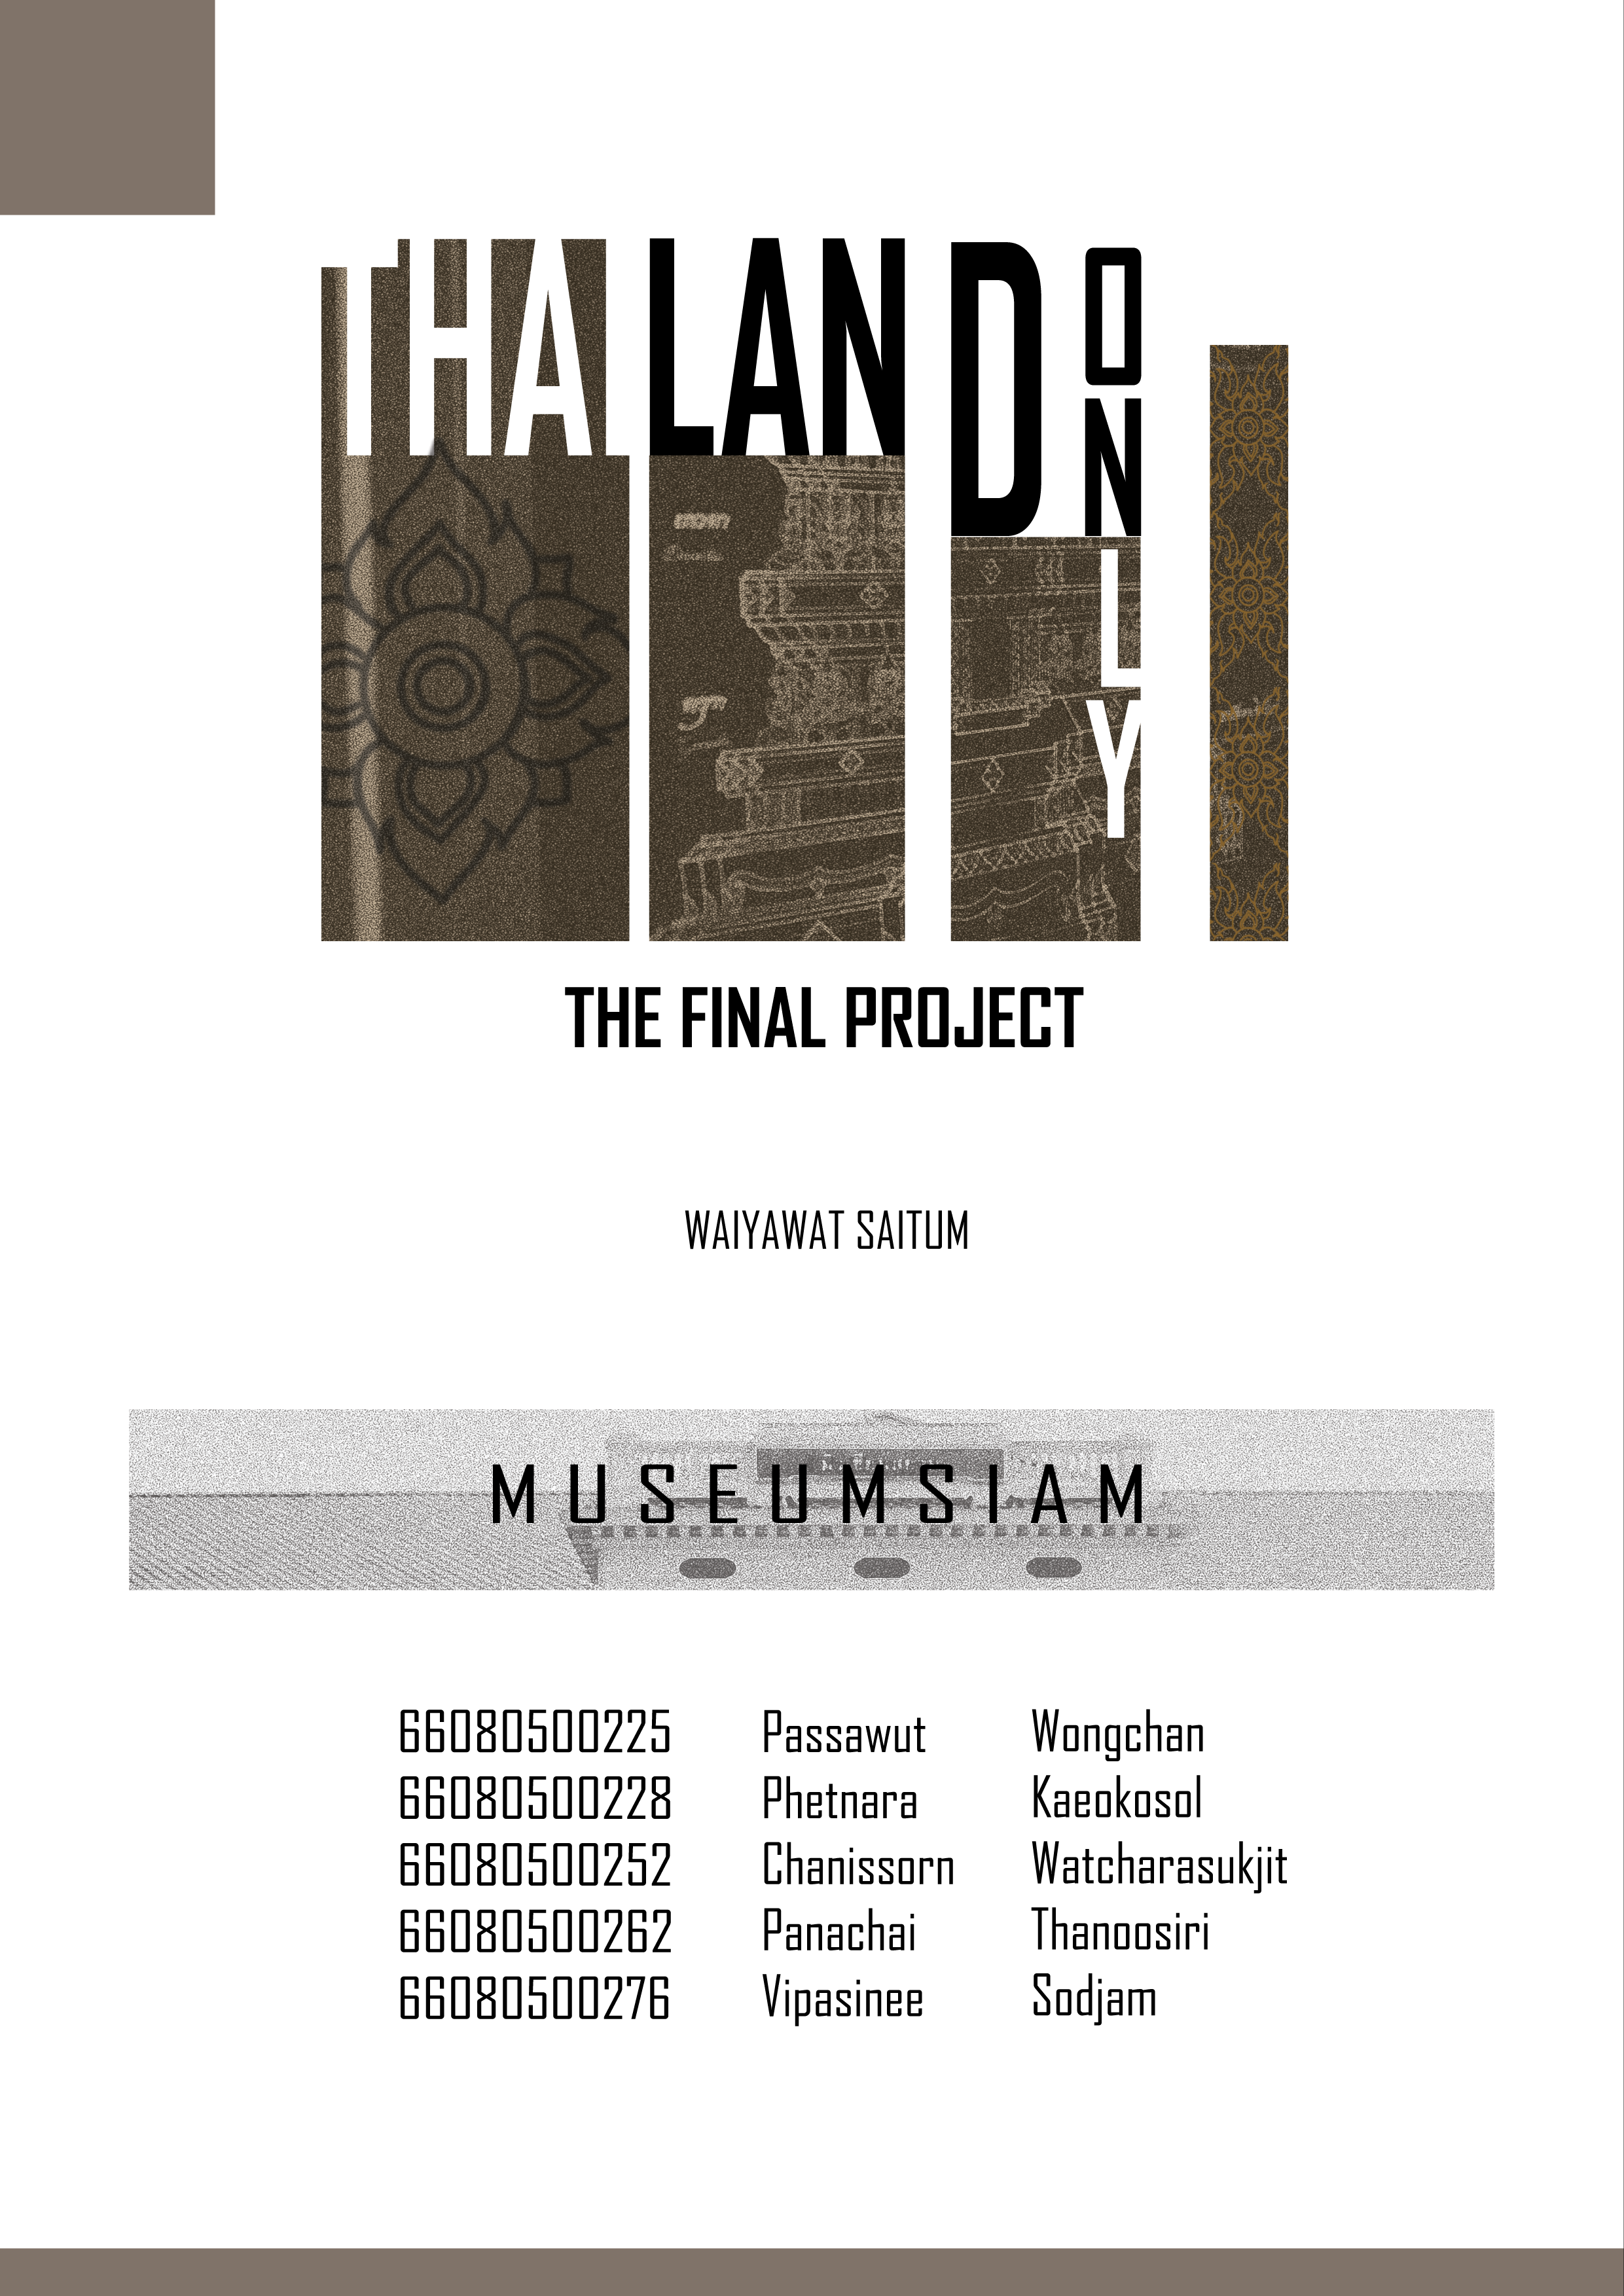 THAILAND ONLY
THE FINAL PROJECT
WAIYAWAT SAITUM
MUSEUMSIAM
66080500225 Passawut Wongchan
66080500228 Phetnara Kaeokosol
66080500252 Chanissorn Watcharasukjit
66080500262 Panachai Thanoosiri
66080500276 Vipasinee Sodjam